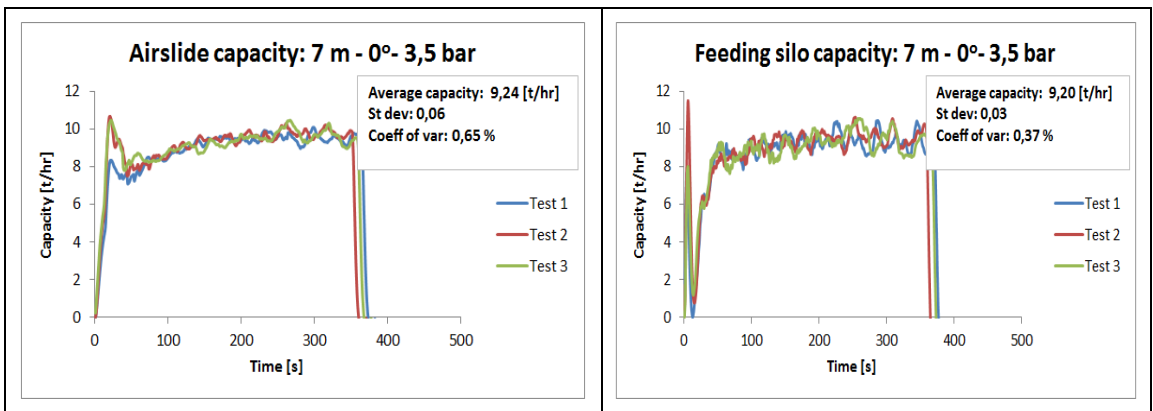 Airslide capacity: 7 m - 0º- 3,5 bar
Average capacity: 9,24 [t/hr]
St dev: 0,06
Coeff of var: 0,65 %
Capacity [t/hr]
12
10
8
6
4
2
0
0 100 200 300 400 500
Time [s]
Test 1
Test 2
Test 3
Feeding silo capacity: 7 m - 0º- 3,5 bar
Average capacity: 9,20 [t/hr]
St dev: 0,03
Coeff of var: 0,37 %
Capacity [t/hr]
12
10
8
6
4
2
0
0 100 200 300 400 500
Time [s]
Test 1
Test 2
Test 3